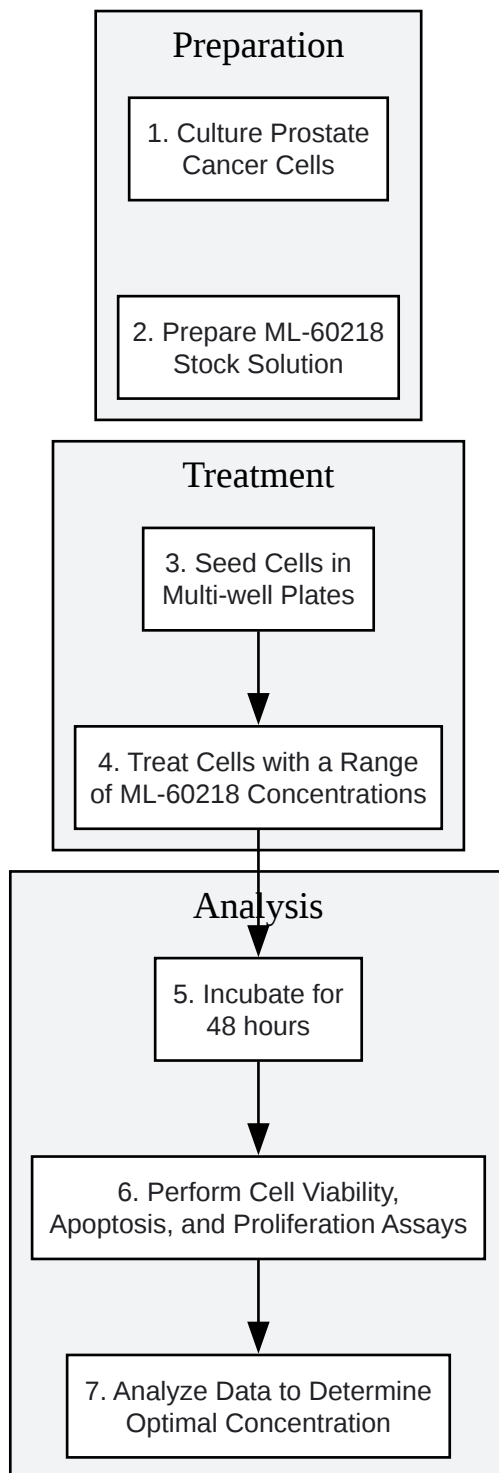 Preparation
1. Culture Prostate
Cancer Cells
2. Prepare ML-60218
Stock Solution
Treatment
3. Seed Cells in
Multi-well Plates
4. Treat Cells with a Range
of ML-60218 Concentrations
Analysis
5. Incubate for
48 hours
6. Perform Cell Viability,
Apoptosis, and Proliferation Assays
7. Analyze Data to Determine
Optimal Concentration